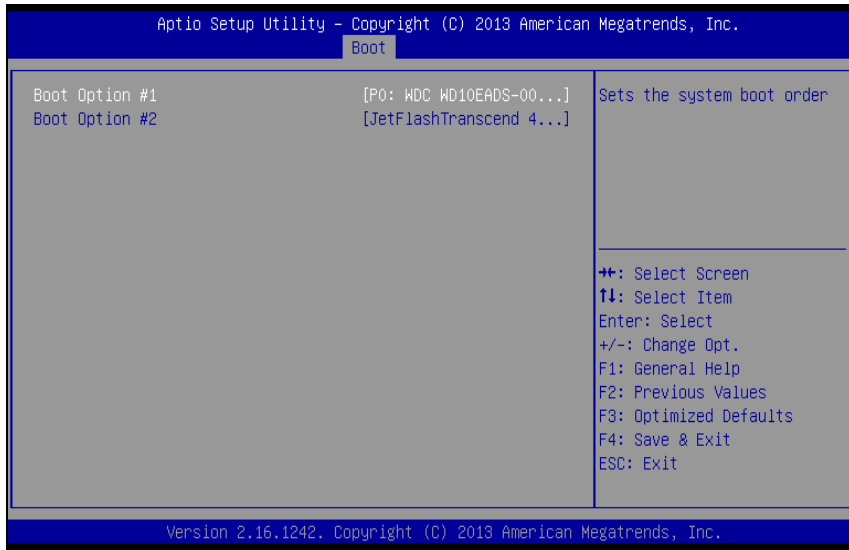 Aptio Setup Utility – Copyright (C) 2013 American Megatrends, Inc.
Boot
Boot Option #1 [P0: WDC WD10EADS-00...]
Boot Option #2 [JetFlashTranscend 4...]
Sets the system boot order
→←: Select Screen
↑↓: Select Item
Enter: Select
+/-: Change Opt.
F1: General Help
F2: Previous Values
F3: Optimized Defaults
F4: Save & Exit
ESC: Exit
Version 2.16.1242. Copyright (C) 2013 American Megatrends, Inc.